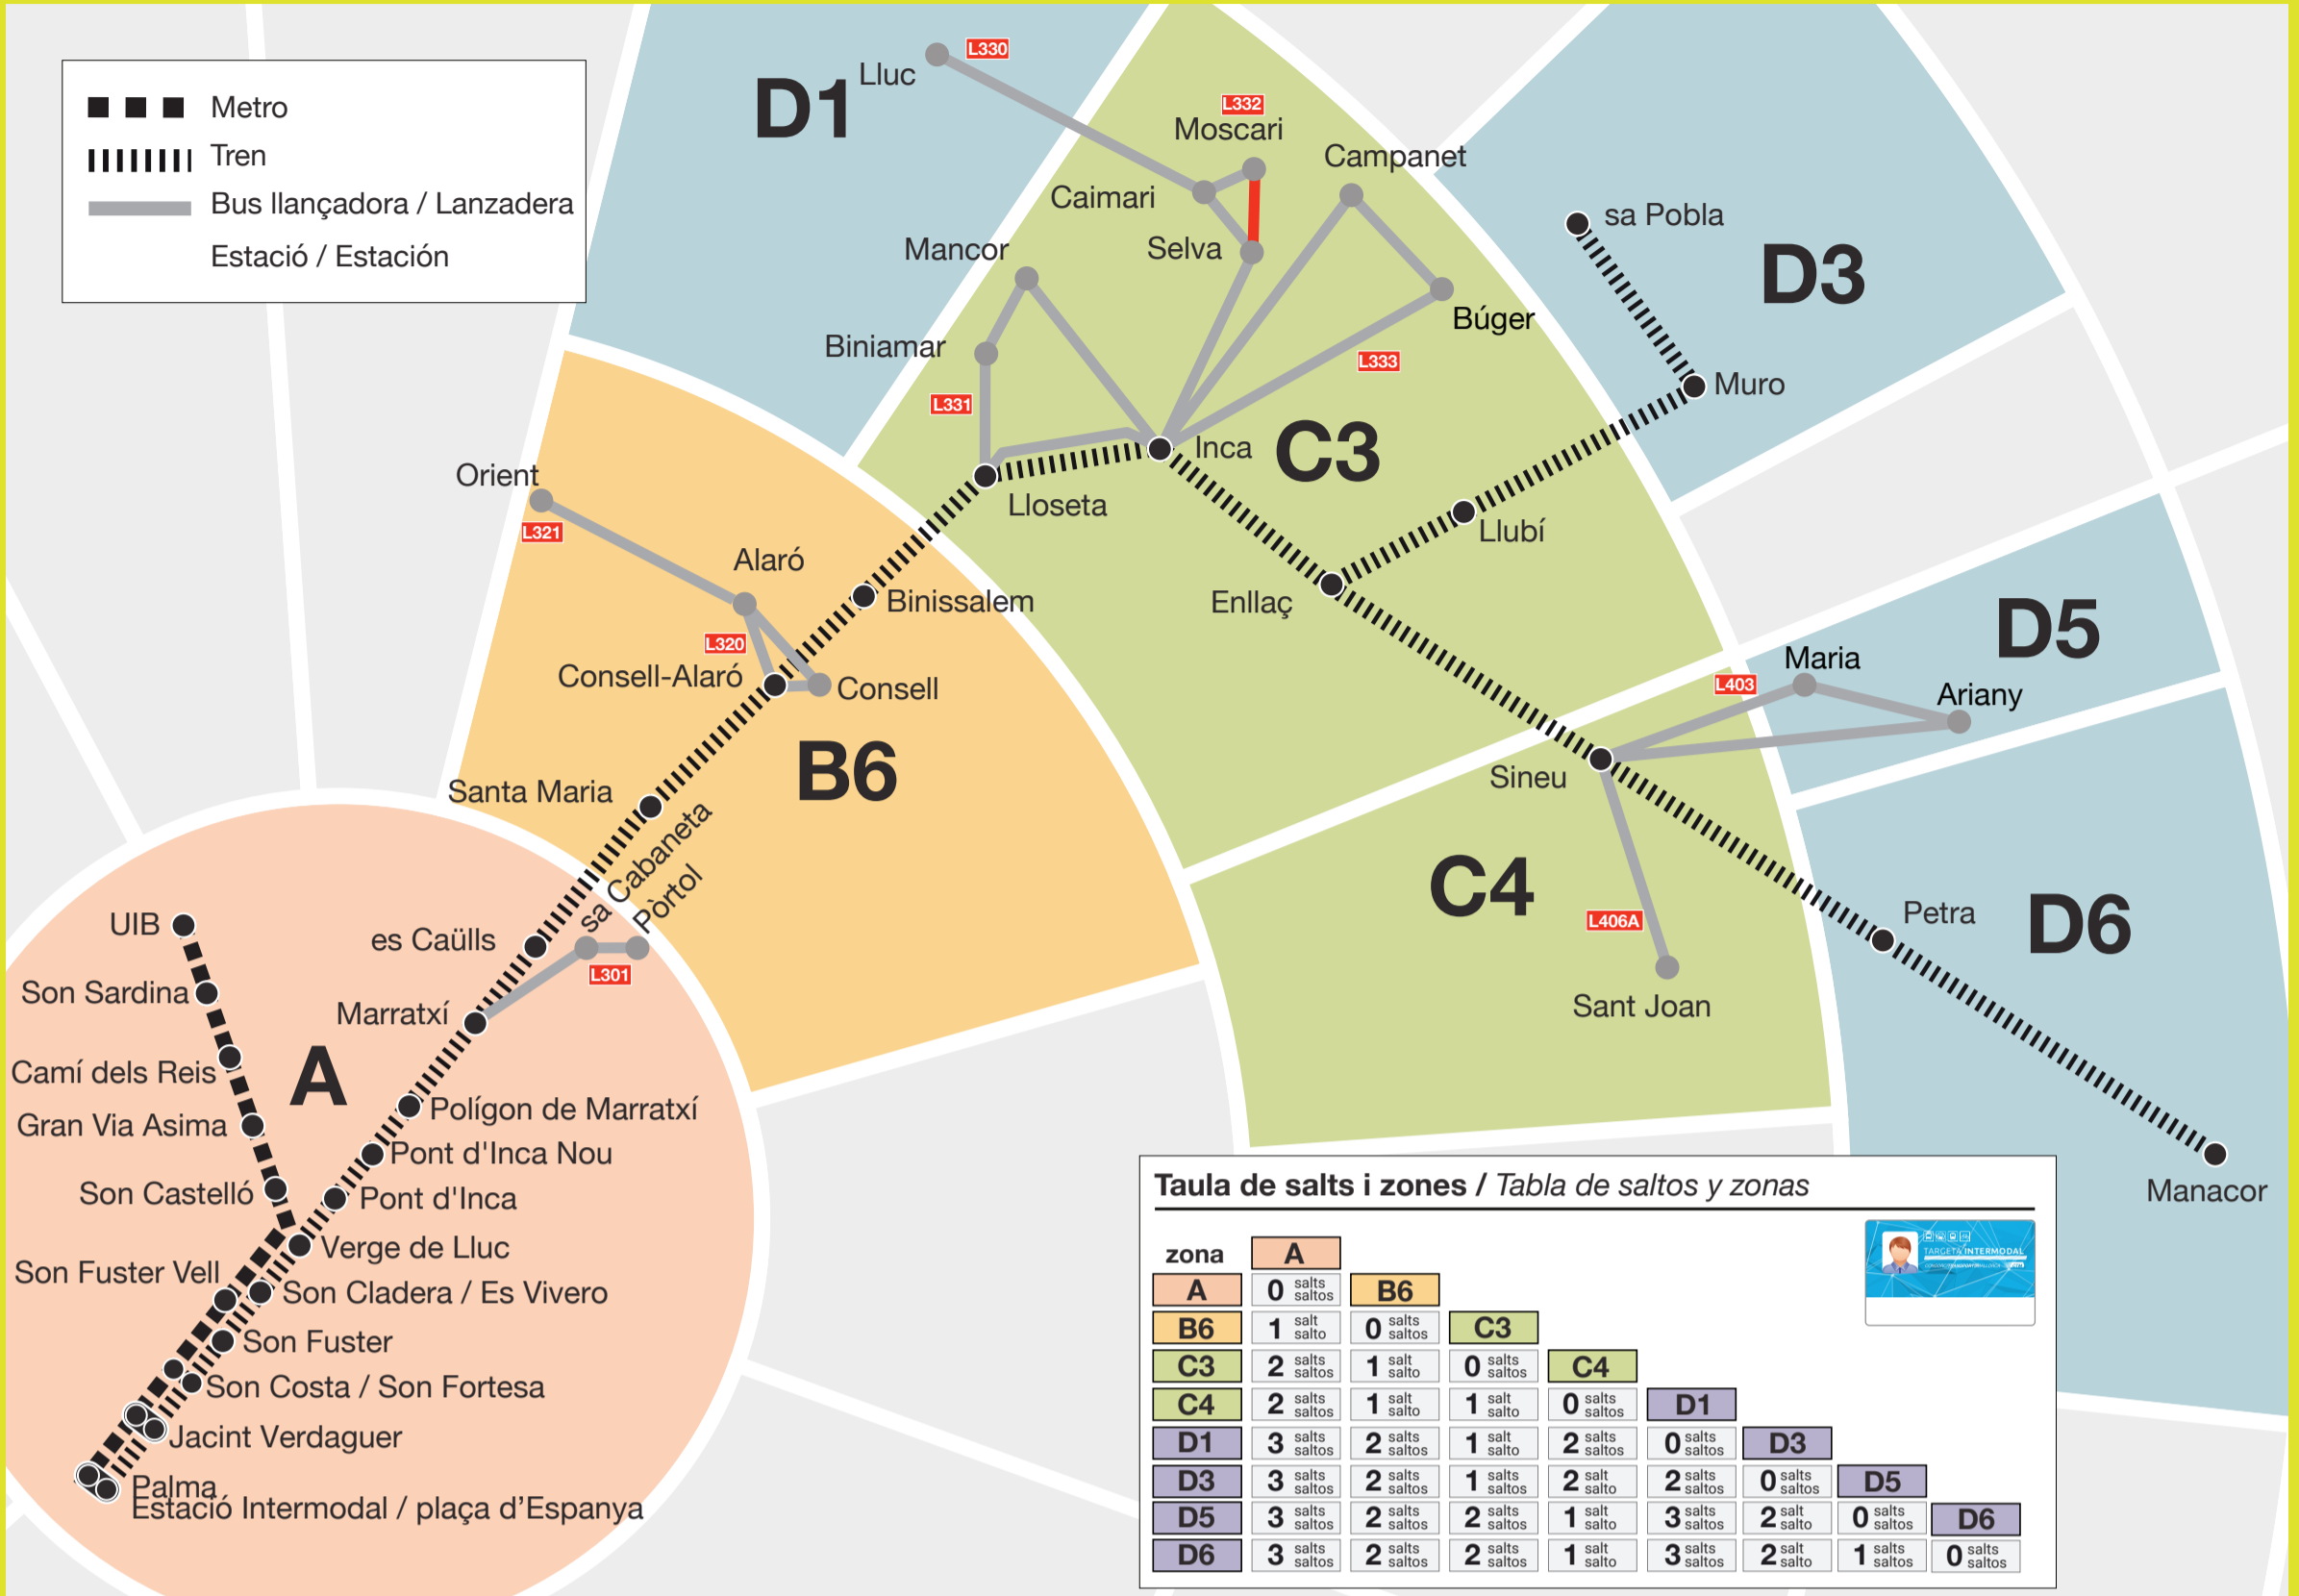 Metro
Tren
Bus llançadora / Lanzadera
Estació / Estación
D1
Lluc
L330
L332
Moscari
Campanet
Caimari
Selva
Mancor
Biniamar
L331
Búger
L333
sa Pobla
D3
Muro
Inca
C3
Lloseta
Llubí
Enllaç
Orient
L321
Alaró
L320
Binissalem
Consell-Alaró
Consell
B6
Santa Maria
D5
Maria
L403
Ariany
Sineu
C4
L406A
Sant Joan
Petra
D6
Manacor
sa Cabaneta
Pòrtol
L301
es Caülls
Marratxí
UIB
Son Sardina
Camí dels Reis
Gran Via Asima
Son Castelló
A
Polígon de Marratxí
Pont d'Inca Nou
Pont d'Inca
Verge de Lluc
Son Fuster Vell
Son Cladera / Es Vivero
Son Fuster
Son Costa / Son Fortesa
Jacint Verdaguer
Palma
Estació Intermodal / plaça d’Espanya
Taula de salts i zones / Tabla de saltos y zonas
TARGETA INTERMODAL
zona A
A 0 salts saltos B6
B6 1 salt salto 0 salts saltos C3
C3 2 salts saltos 1 salt salto 0 salts saltos C4
C4 2 salts saltos 1 salt salto 1 salt salto 0 salts saltos D1
D1 3 salts saltos 2 salts saltos 1 salt salto 2 salts saltos 0 salts saltos D3
D3 3 salts saltos 2 salts saltos 1 salts saltos 2 salt salto 2 salts saltos 0 salts saltos D5
D5 3 salts saltos 2 salts saltos 2 salts saltos 1 salt salto 3 salts saltos 2 salt salto 0 salts saltos D6
D6 3 salts saltos 2 salts saltos 2 salts saltos 1 salt salto 3 salts saltos 2 salt salto 1 salts saltos 0 salts saltos